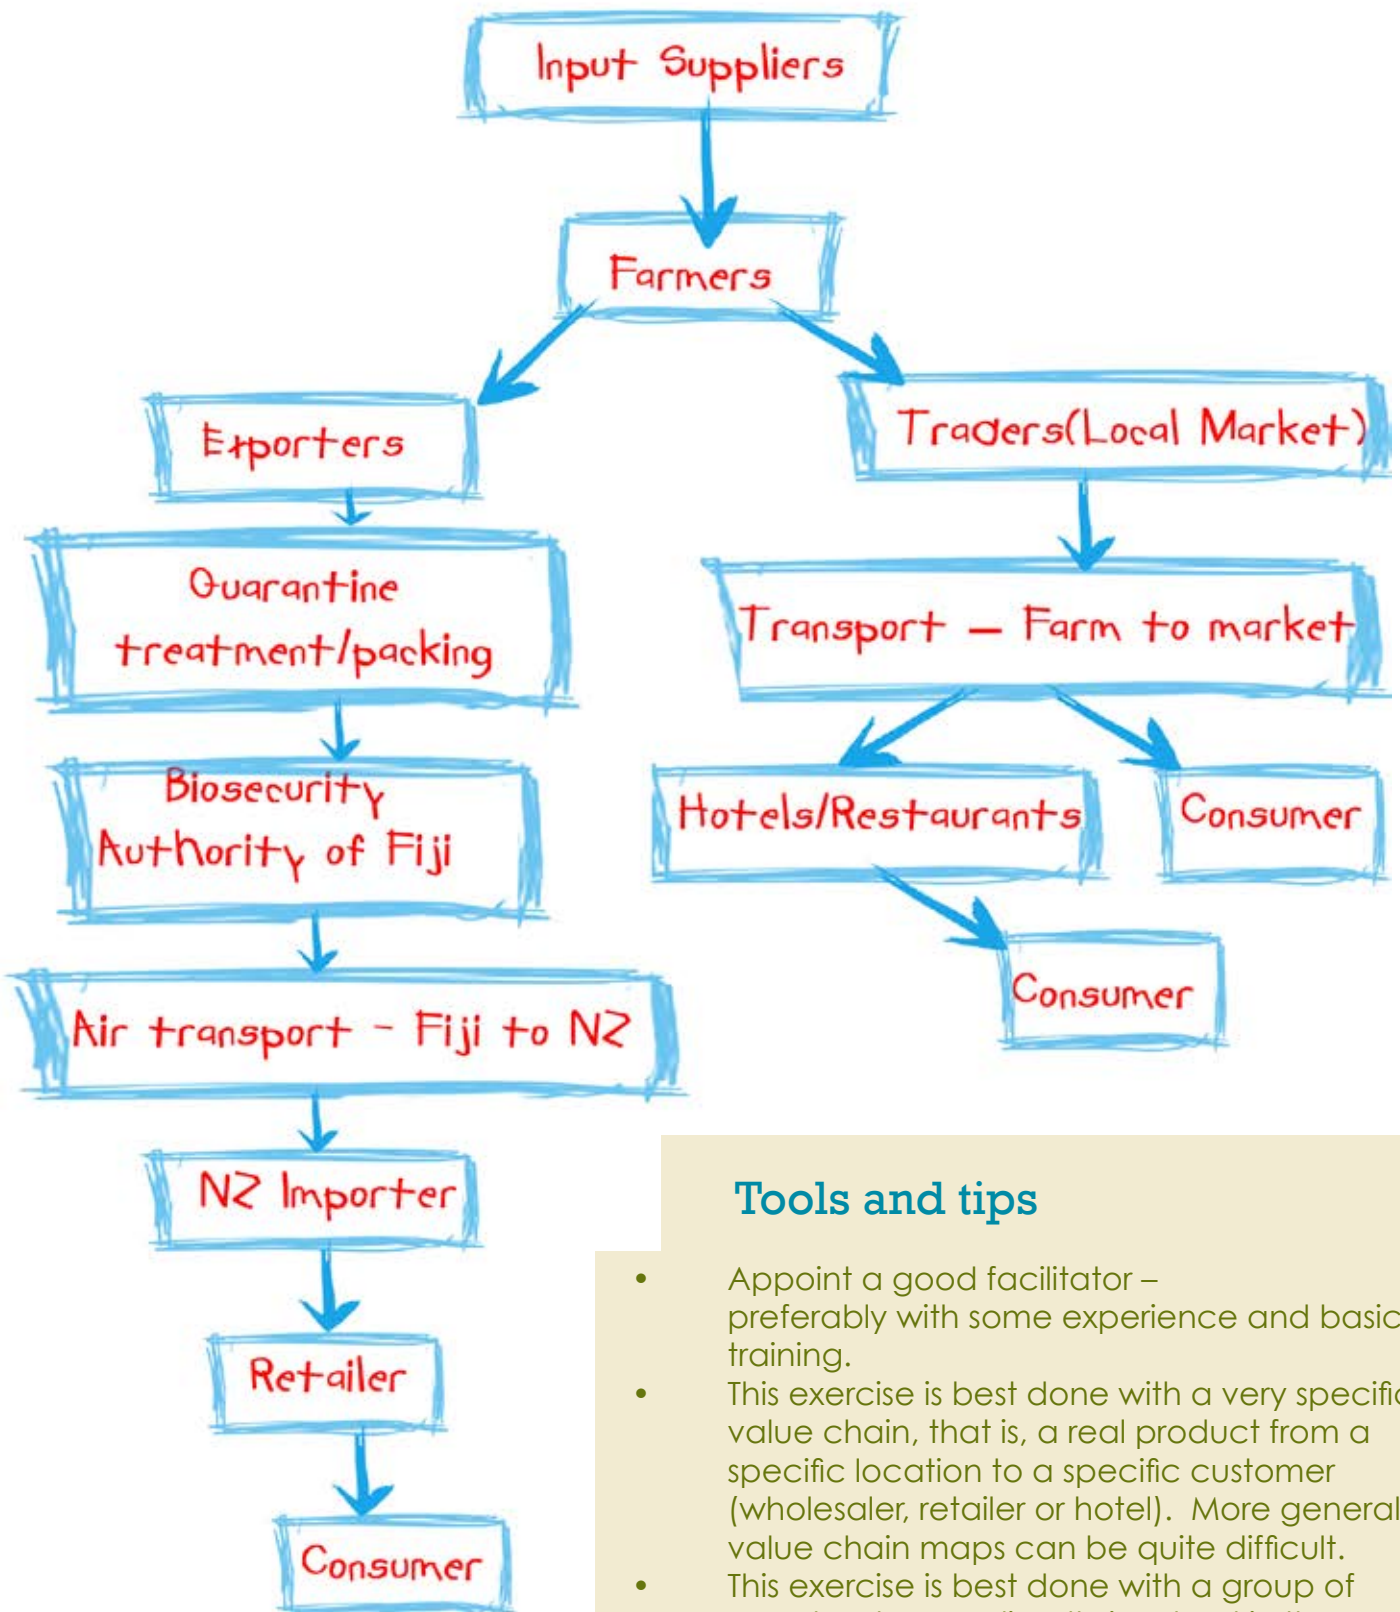 Input Suppliers
Farmers
Exporters
Traders(Local Market)
Quarantine
treatment/packing
Transport – Farm to market
Biosecurity
Authority of Fiji
Hotels/Restaurants
Consumer
Consumer
Air transport - Fiji to NZ
NZ Importer
Retailer
Consumer
Tools and tips
• Appoint a good facilitator –
preferably with some experience and basic
training.
• This exercise is best done with a very specific
value chain, that is, a real product from a
specific location to a specific customer
(wholesaler, retailer or hotel). More general
value chain maps can be quite difficult.
• This exercise is best done with a group of